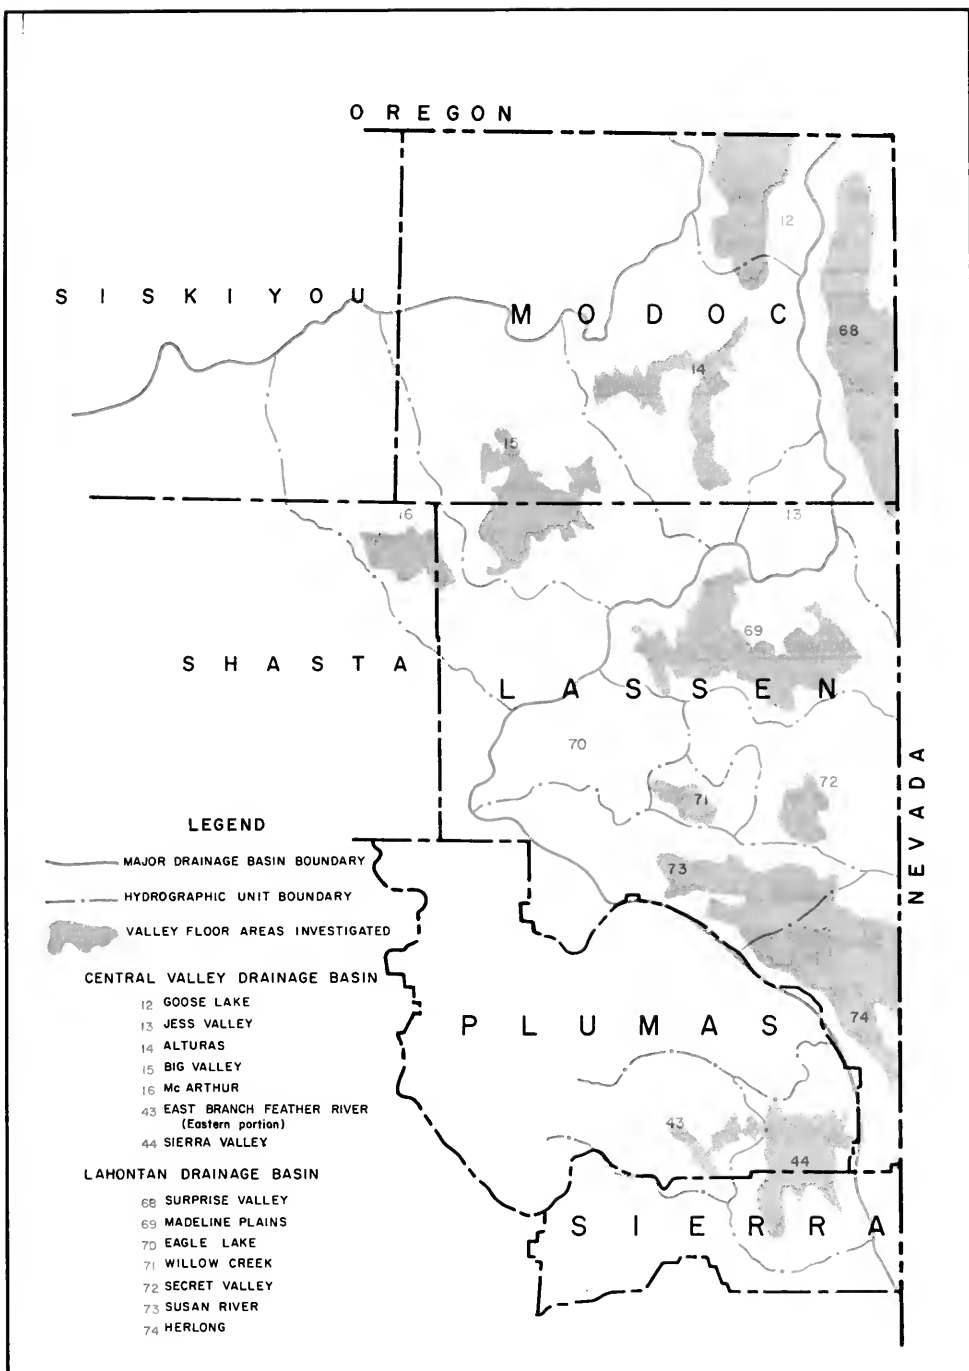 OREGON
12
SISKIYOU
MODOC
68
14
15
16
13
69
SHASTA
LASSEN
70
71
72
NEVADA
73
LEGEND
MAJOR DRAINAGE BASIN BOUNDARY
HYDROGRAPHIC UNIT BOUNDARY
VALLEY FLOOR AREAS INVESTIGATED
CENTRAL VALLEY DRAINAGE BASIN
12 GOOSE LAKE
13 JESS VALLEY
14 ALTURAS
15 BIG VALLEY
16 Mc ARTHUR
43 EAST BRANCH FEATHER RIVER
(Eastern portion)
44 SIERRA VALLEY
LAHONTAN DRAINAGE BASIN
68 SURPRISE VALLEY
69 MADELINE PLAINS
70 EAGLE LAKE
71 WILLOW CREEK
72 SECRET VALLEY
73 SUSAN RIVER
74 HERLONG
PLUMAS
74
43
44
SIERRA